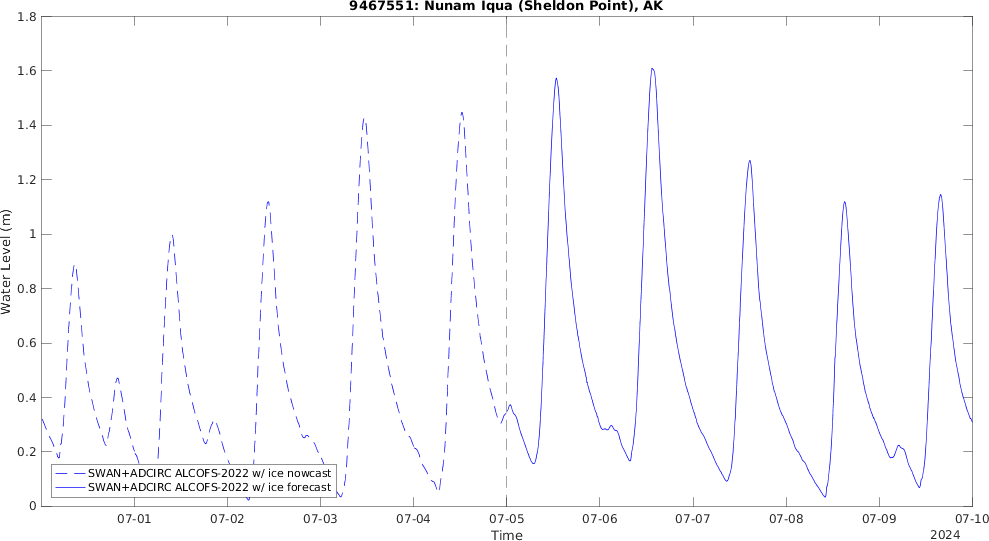 9467551: Nunam Iqua (Sheldon Point), AK
1.8
1.6
1.4
1.2
1
0.8
0.6
0.4
0.2
0
Water Level (m)
SWAN+ADCIRC ALCOFS-2022 w/ ice nowcast
SWAN+ADCIRC ALCOFS-2022 w/ ice forecast
07-01 07-02 07-03 07-04 07-05 07-06 07-07 07-08 07-09 07-10
Time
2024